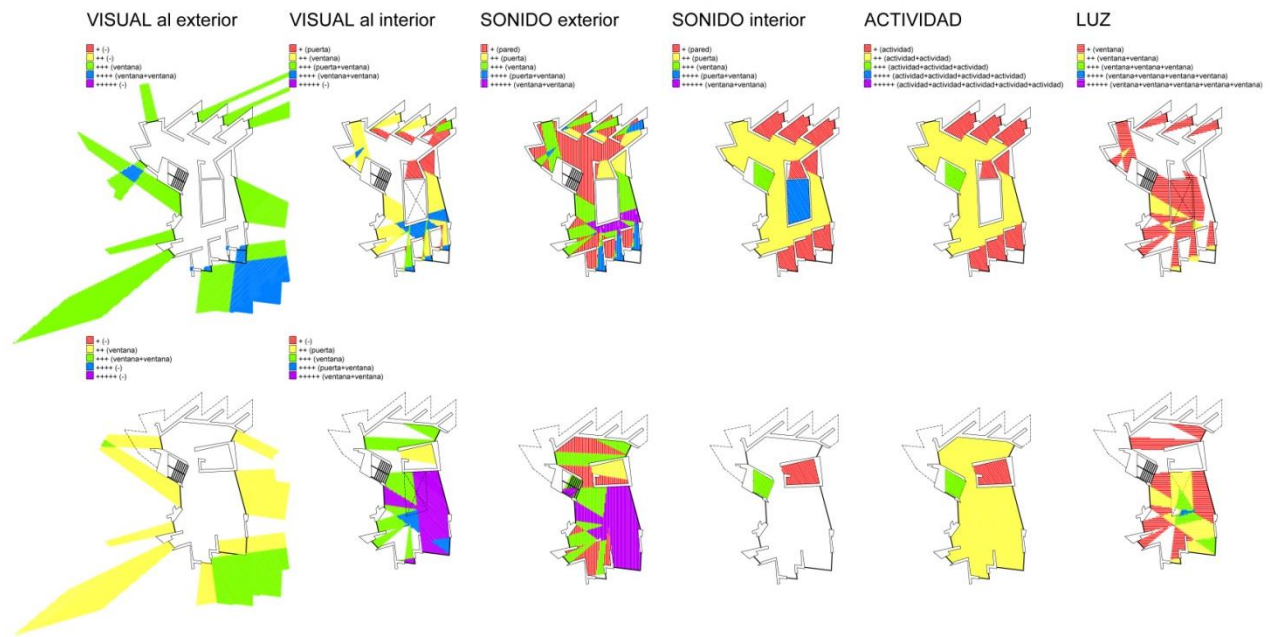 VISUAL al exterior
+ (-)
++ (-)
+++ (ventana)
++++ (ventana+ventana)
+++++ (-)
VISUAL al interior
+ (puerta)
++ (ventana)
+++ (puerta+ventana)
++++ (ventana+ventana)
+++++ (-)
SONIDO exterior
+ (pared)
++ (puerta)
+++ (ventana)
++++ (puerta+ventana)
+++++ (ventana+ventana)
SONIDO interior
+ (pared)
++ (puerta)
+++ (ventana)
++++ (puerta+ventana)
+++++ (ventana+ventana)
ACTIVIDAD
+ (actividad)
++ (actividad+actividad)
+++ (actividad+actividad+actividad)
++++ (actividad+actividad+actividad+actividad)
+++++ (actividad+actividad+actividad+actividad+actividad)
LUZ
+ (ventana)
++ (ventana+ventana)
+++ (ventana+ventana+ventana)
++++ (ventana+ventana+ventana+ventana)
+++++ (ventana+ventana+ventana+ventana+ventana)
+ (-)
++ (ventana)
+++ (ventana+ventana)
++++ (-)
+++++ (-)
+ (-)
++ (puerta)
+++ (ventana)
++++ (puerta+ventana)
+++++ (ventana+ventana)